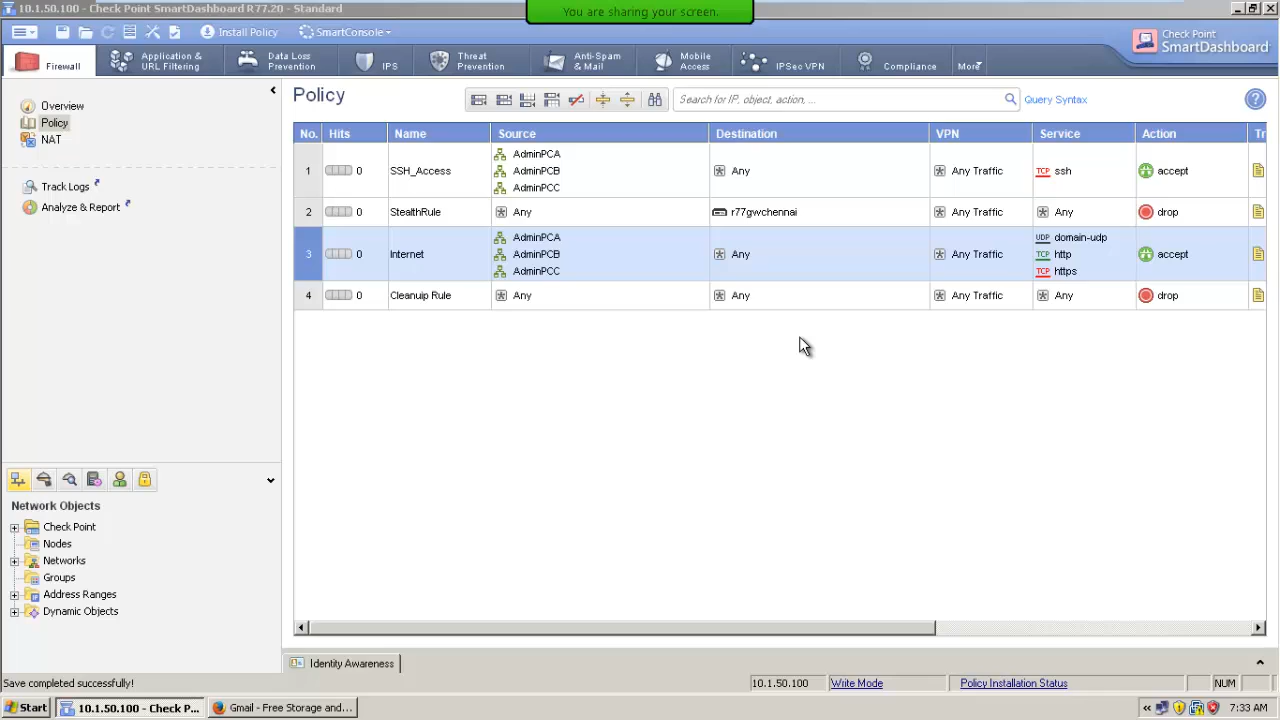 10.1.50.100 - Check Point SmartDashboard R77.20 - Standard
You are sharing your screen.
Install Policy
SmartConsole
Check Point
SmartDashboard
Firewall
Application &
URL Filtering
Data Loss
Prevention
IPS
Threat
Prevention
Anti-Spam
& Mail
Mobile
Access
IPSec VPN
Compliance
More
Overview
Policy
NAT
Track Logs
Analyze & Report
Policy
Search for IP, object, action, ...
Query Syntax
No. Hits Name Source Destination VPN Service Action Tr
1 0 SSH_Access AdminPCA Any Any Traffic TCP ssh accept
AdminPCB
AdminPCC
2 0 StealthRule Any r77gwchennai Any Traffic Any drop
3 0 Internet AdminPCA Any Any Traffic UDP domain-udp accept
AdminPCB TCP http
AdminPCC TCP https
4 0 Cleanuip Rule Any Any Any Traffic Any drop
Network Objects
Check Point
Nodes
Networks
Groups
Address Ranges
Dynamic Objects
Identity Awareness
Save completed successfully!
10.1.50.100
Write Mode
Policy Installation Status
NUM
Start
10.1.50.100 - Check P...
Gmail - Free Storage and...
7:33 AM